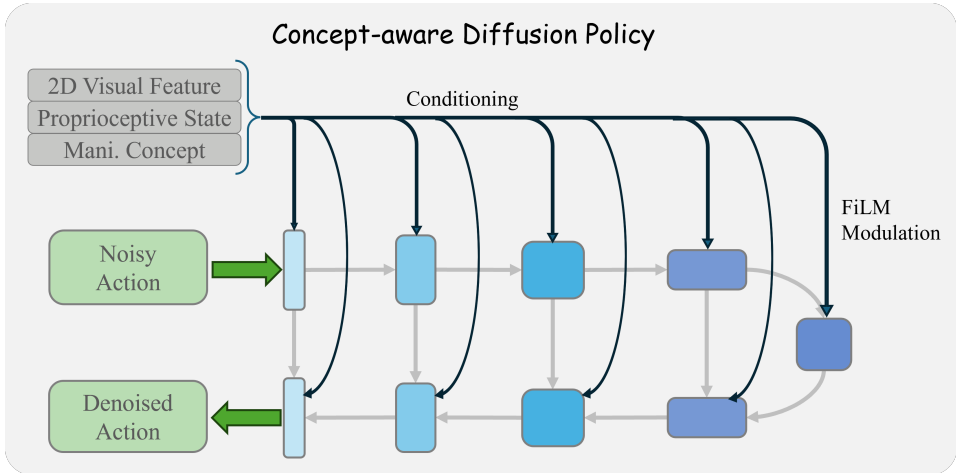 Concept-aware Diffusion Policy
2D Visual Feature
Proprioceptive State
Mani. Concept
Conditioning
FiLM
Modulation
Noisy
Action
Denoised
Action